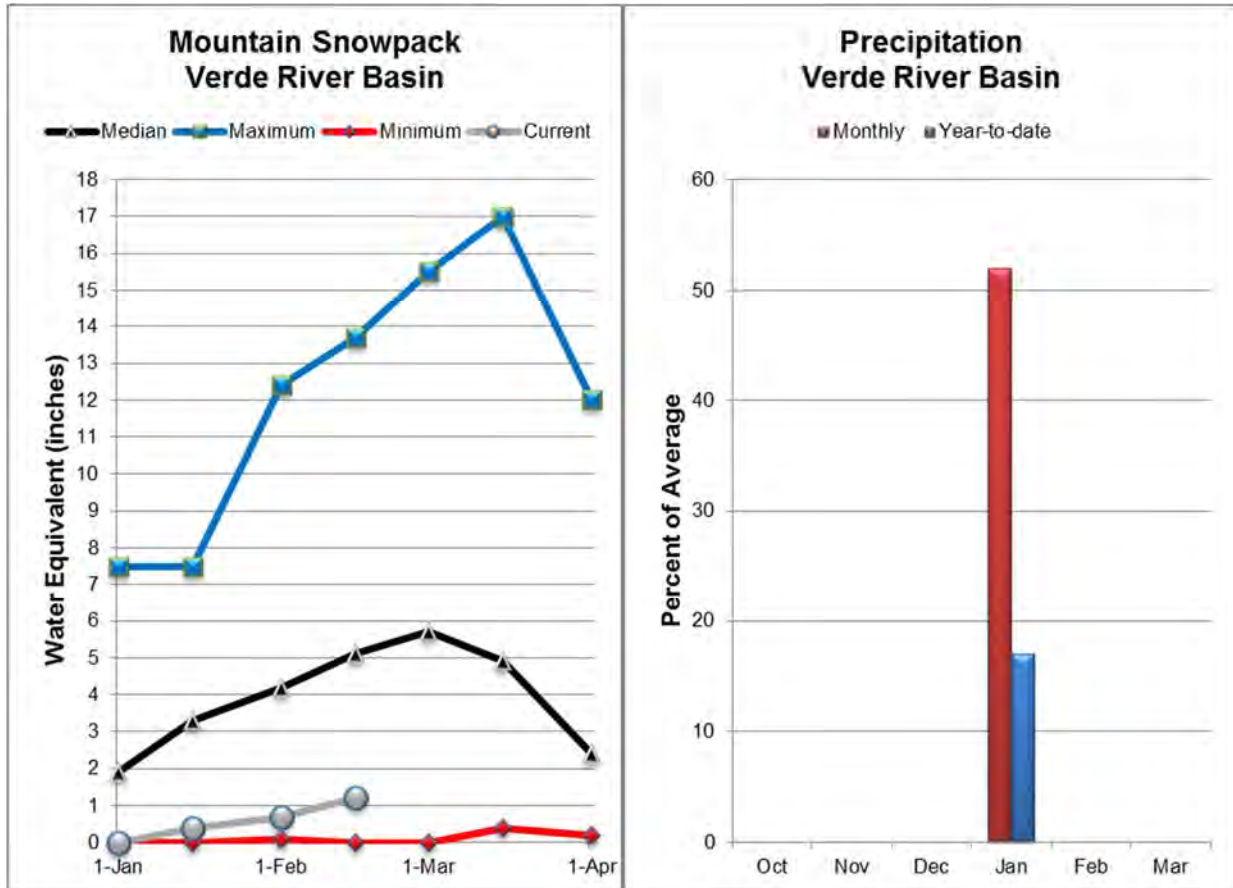 Mountain Snowpack
Verde River Basin
Median Maximum Minimum Current
18
17
16
15
14
13
12
11
10
9
8
7
6
5
4
3
2
1
0
Water Equivalent (inches)
1-Jan 1-Feb 1-Mar 1-Apr
Precipitation
Verde River Basin
Monthly Year-to-date
60
50
40
30
20
10
0
Percent of Average
Oct Nov Dec Jan Feb Mar